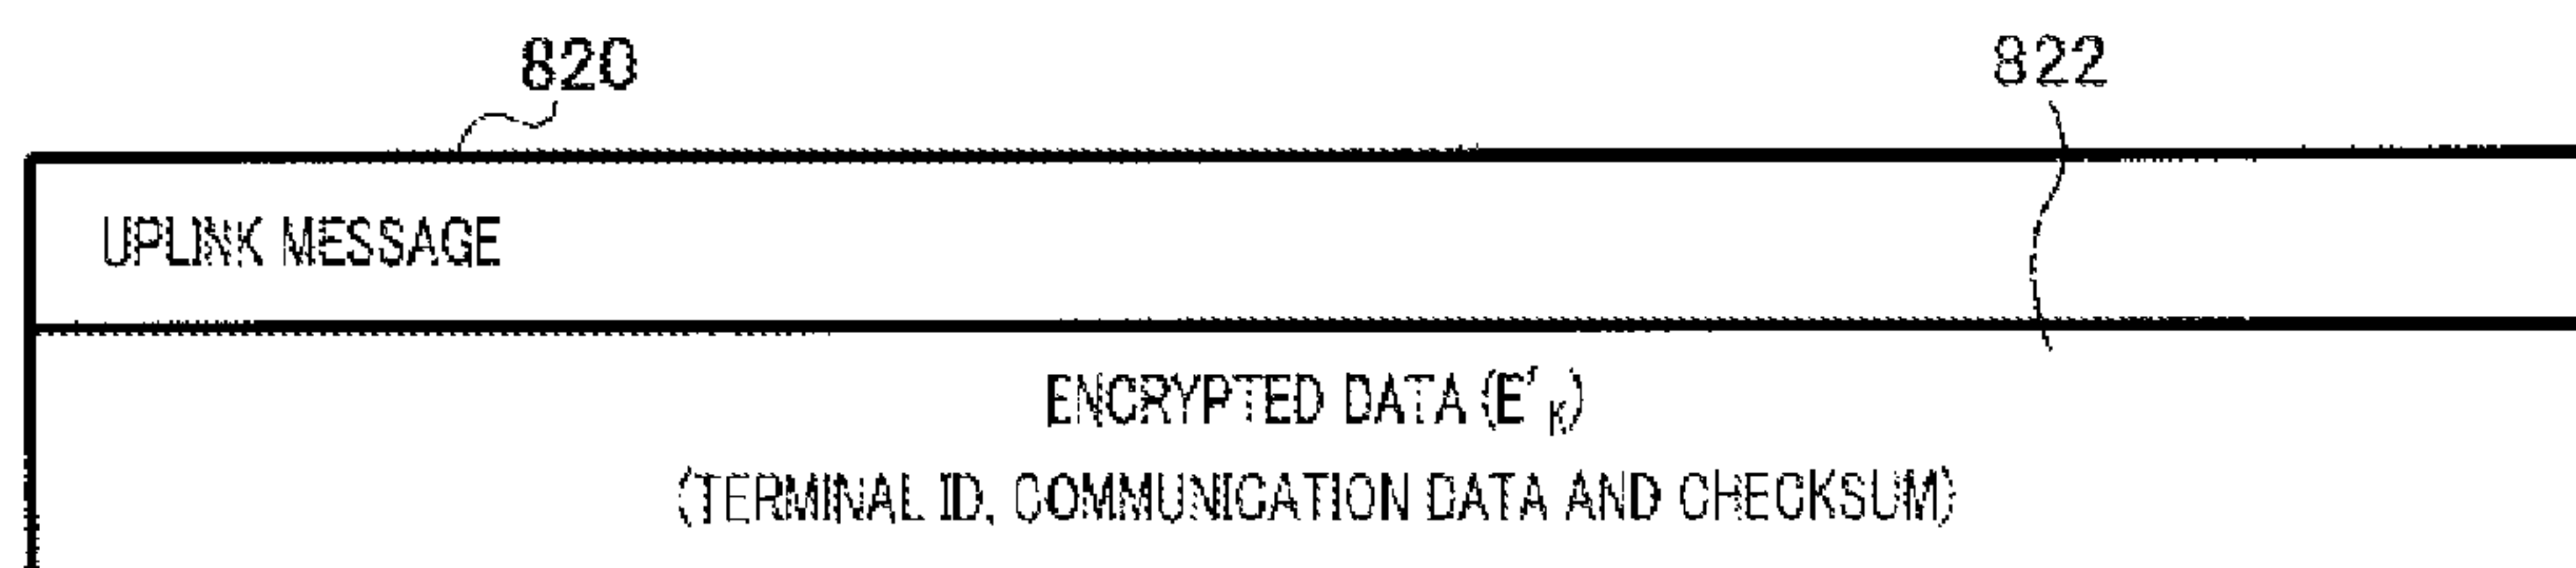 820 822
UPLINK MESSAGE
ENCRYPTED DATA (E'K)
(TERMINAL ID, COMMUNICATION DATA AND CHECKSUM)